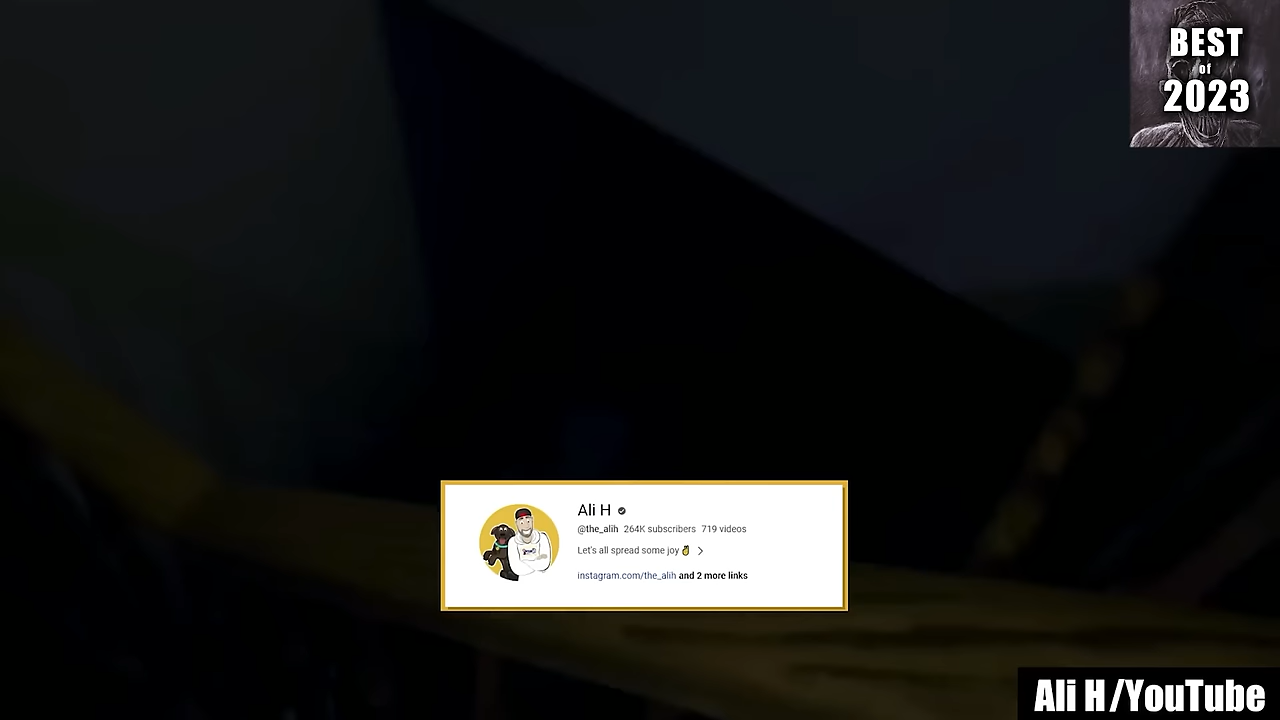 BEST
of
2023
Ali H
@the_alih 264K subscribers 719 videos
Let's all spread some joy
instagram.com/the_alih and 2 more links
Ali H/YouTube